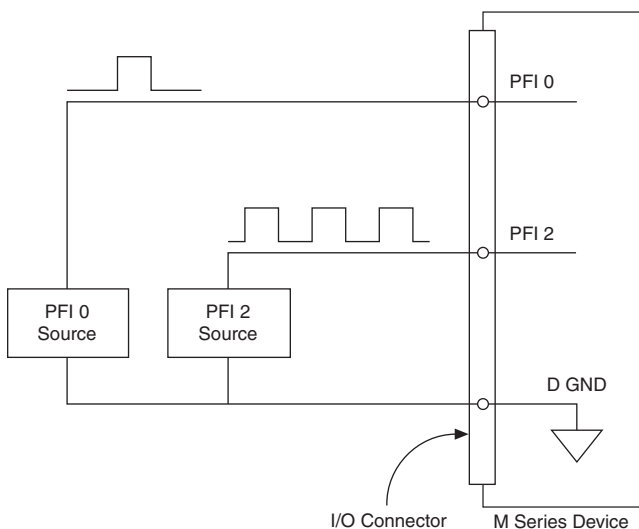 PFI 0
PFI 2
PFI 0
Source
PFI 2
Source
D GND
I/O Connector
M Series Device